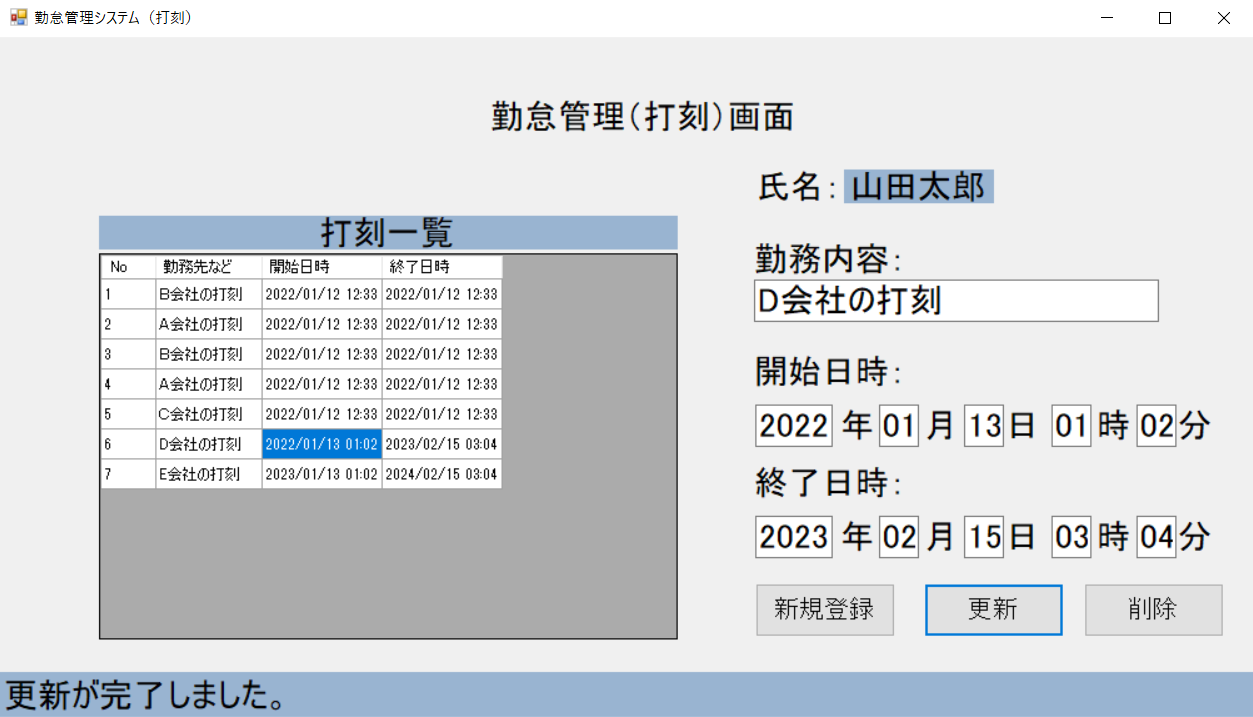 勤怠管理システム（打刻）
勤怠管理（打刻）画面
氏名： 山田太郎
打刻一覧
No 勤務先など 開始日時 終了日時
1 B会社の打刻 2022/01/12 12:33 2022/01/12 12:33
2 A会社の打刻 2022/01/12 12:33 2022/01/12 12:33
3 B会社の打刻 2022/01/12 12:33 2022/01/12 12:33
4 A会社の打刻 2022/01/12 12:33 2022/01/12 12:33
5 C会社の打刻 2022/01/12 12:33 2022/01/12 12:33
6 D会社の打刻 2022/01/13 01:02 2023/02/15 03:04
7 E会社の打刻 2023/01/13 01:02 2024/02/15 03:04
勤務内容：
D会社の打刻
開始日時：
2022 年 01 月 13 日 01 時 02 分
終了日時：
2023 年 02 月 15 日 03 時 04 分
新規登録 更新 削除
更新が完了しました。